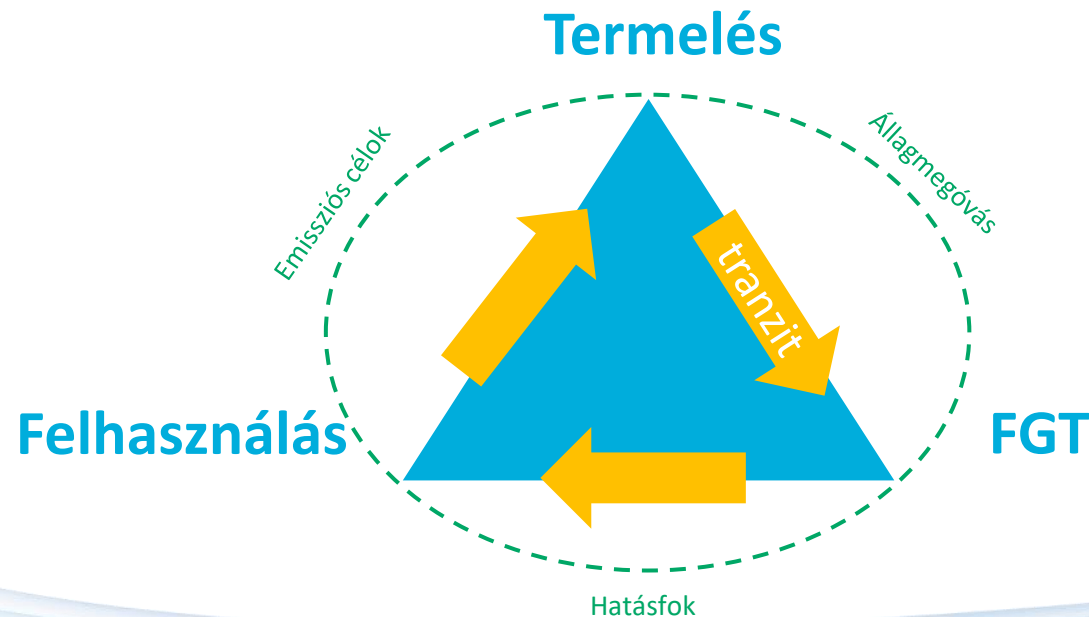 Termelés
Emissziós célok
Állagmegóvás
tranzit
Felhasználás
FGT
Hatásfok